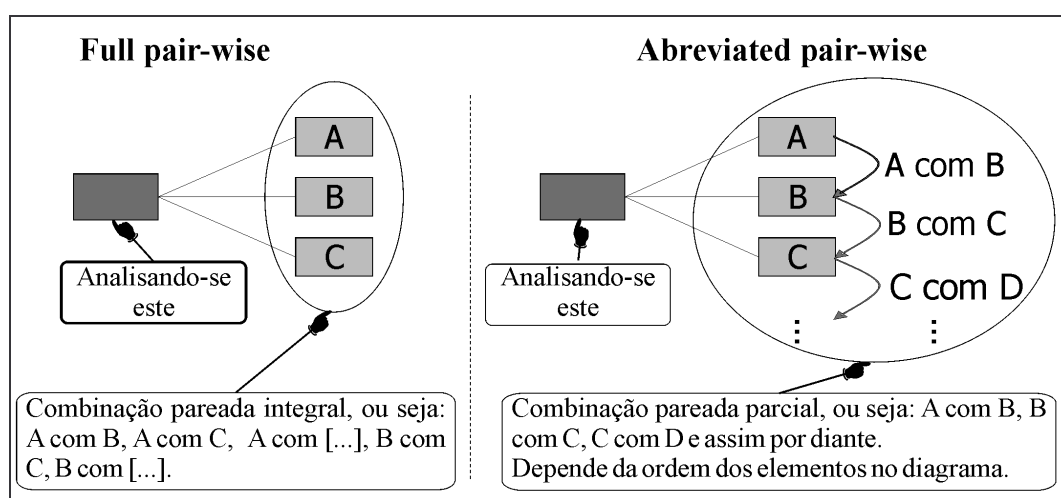 Full pair-wise
A
B
C
Analisando-se
este
Combinação pareada integral, ou seja:
A com B, A com C, A com [...], B com
C, B com [...].
Abreviated pair-wise
A
B
C
A com B
B com C
C com D
Analisando-se
este
Combinação pareada parcial, ou seja: A com B, B
com C, C com D e assim por diante.
Depende da ordem dos elementos no diagrama.